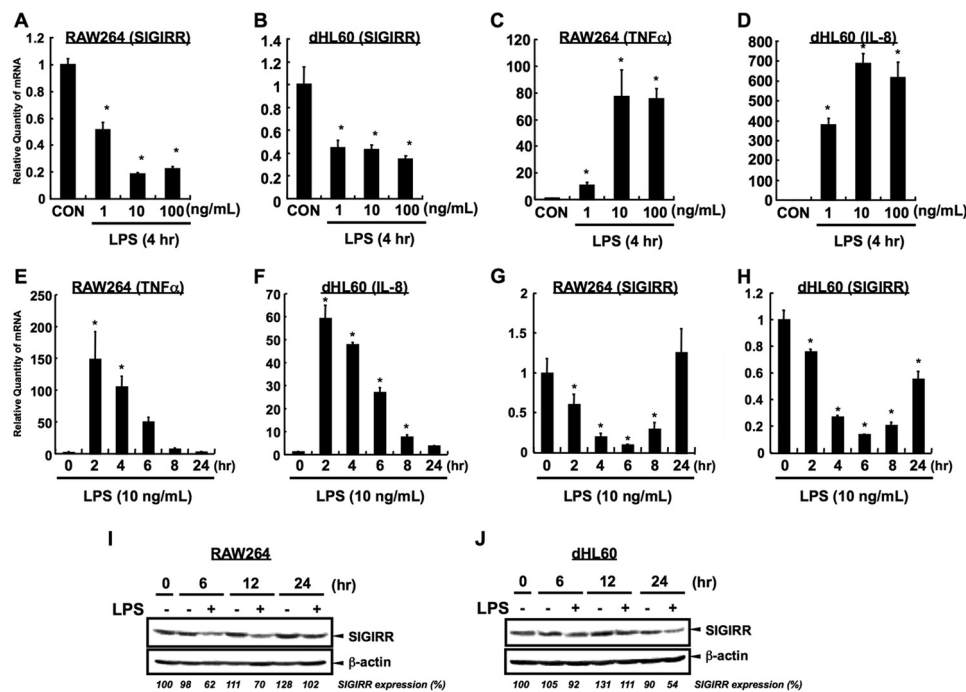 A
RAW264 (SIGIRR)
Relative Quantity of mRNA
1.2
1
0.8
0.6
0.4
0.2
0
* * *
CON 1 10 100 (ng/mL)
LPS (4 hr)
B
dHL60 (SIGIRR)
1.2
1
0.8
0.6
0.4
0.2
0
* * *
CON 1 10 100 (ng/mL)
LPS (4 hr)
C
RAW264 (TNFα)
120
100
80
60
40
20
0
* * *
CON 1 10 100 (ng/mL)
LPS (4 hr)
D
dHL60 (IL-8)
800
700
600
500
400
300
200
100
0
* * *
CON 1 10 100 (ng/mL)
LPS (4 hr)
E
RAW264 (TNFα)
Relative Quantity of mRNA
250
200
150
100
50
0
* *
0 2 4 6 8 24 (hr)
LPS (10 ng/mL)
F
dHL60 (IL-8)
70
60
50
40
30
20
10
0
* * * *
0 2 4 6 8 24 (hr)
LPS (10 ng/mL)
G
RAW264 (SIGIRR)
2
1.5
1
0.5
0
* * * *
0 2 4 6 8 24 (hr)
LPS (10 ng/mL)
H
dHL60 (SIGIRR)
1.2
1
0.8
0.6
0.4
0.2
0
* * * * *
0 2 4 6 8 24 (hr)
LPS (10 ng/mL)
I
RAW264
0 6 12 24 (hr)
LPS - - + - + - +
SIGIRR
β-actin
100 98 62 111 70 128 102 SIGIRR expression (%)
J
dHL60
0 6 12 24 (hr)
LPS - - + - + - +
SIGIRR
β-actin
100 105 92 131 111 90 54 SIGIRR expression (%)